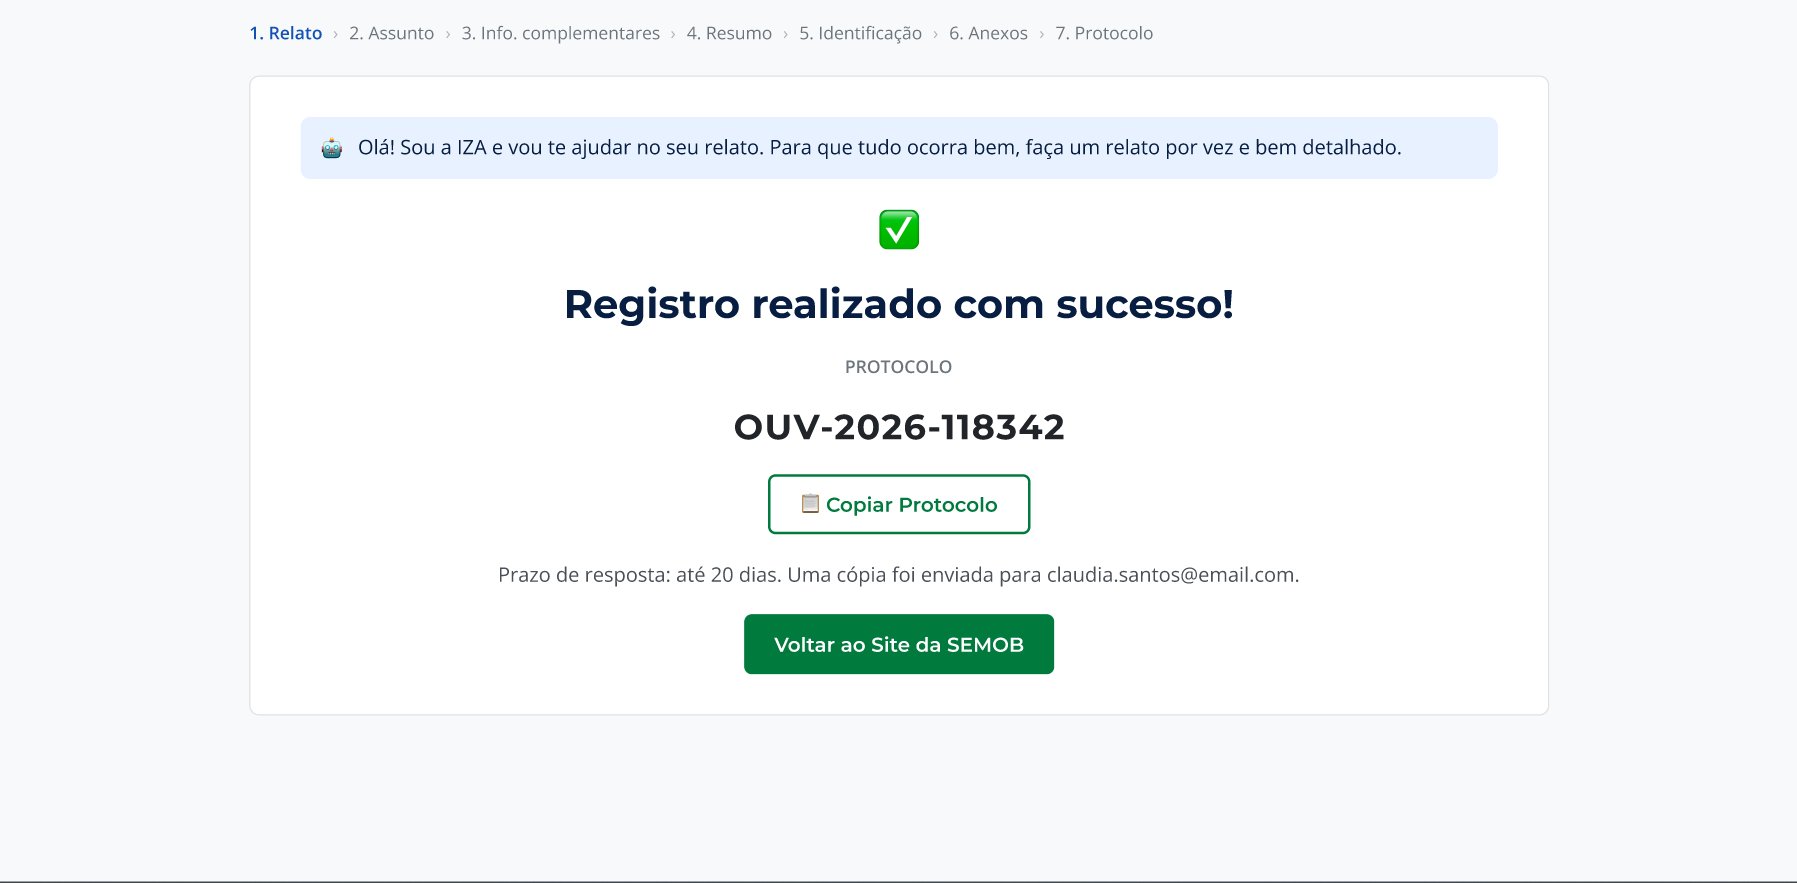 1. Relato › 2. Assunto › 3. Info. complementares › 4. Resumo › 5. Identificação › 6. Anexos › 7. Protocolo
Olá! Sou a IZA e vou te ajudar no seu relato. Para que tudo ocorra bem, faça um relato por vez e bem detalhado.
Registro realizado com sucesso!
PROTOCOLO
OUV-2026-118342
Copiar Protocolo
Prazo de resposta: até 20 dias. Uma cópia foi enviada para claudia.santos@email.com.
Voltar ao Site da SEMOB